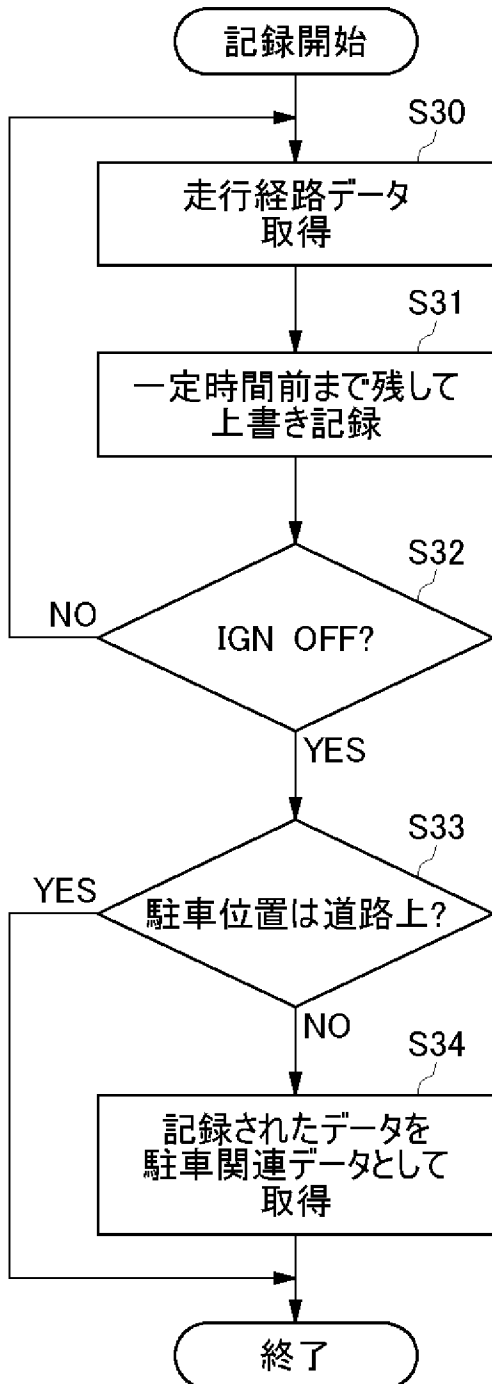 記録開始
S30
走行経路データ
取得
S31
一定時間前まで残して
上書き記録
S32
NO
IGN OFF?
YES
S33
YES
駐車位置は道路上?
NO
S34
記録されたデータを
駐車関連データとして
取得
終了